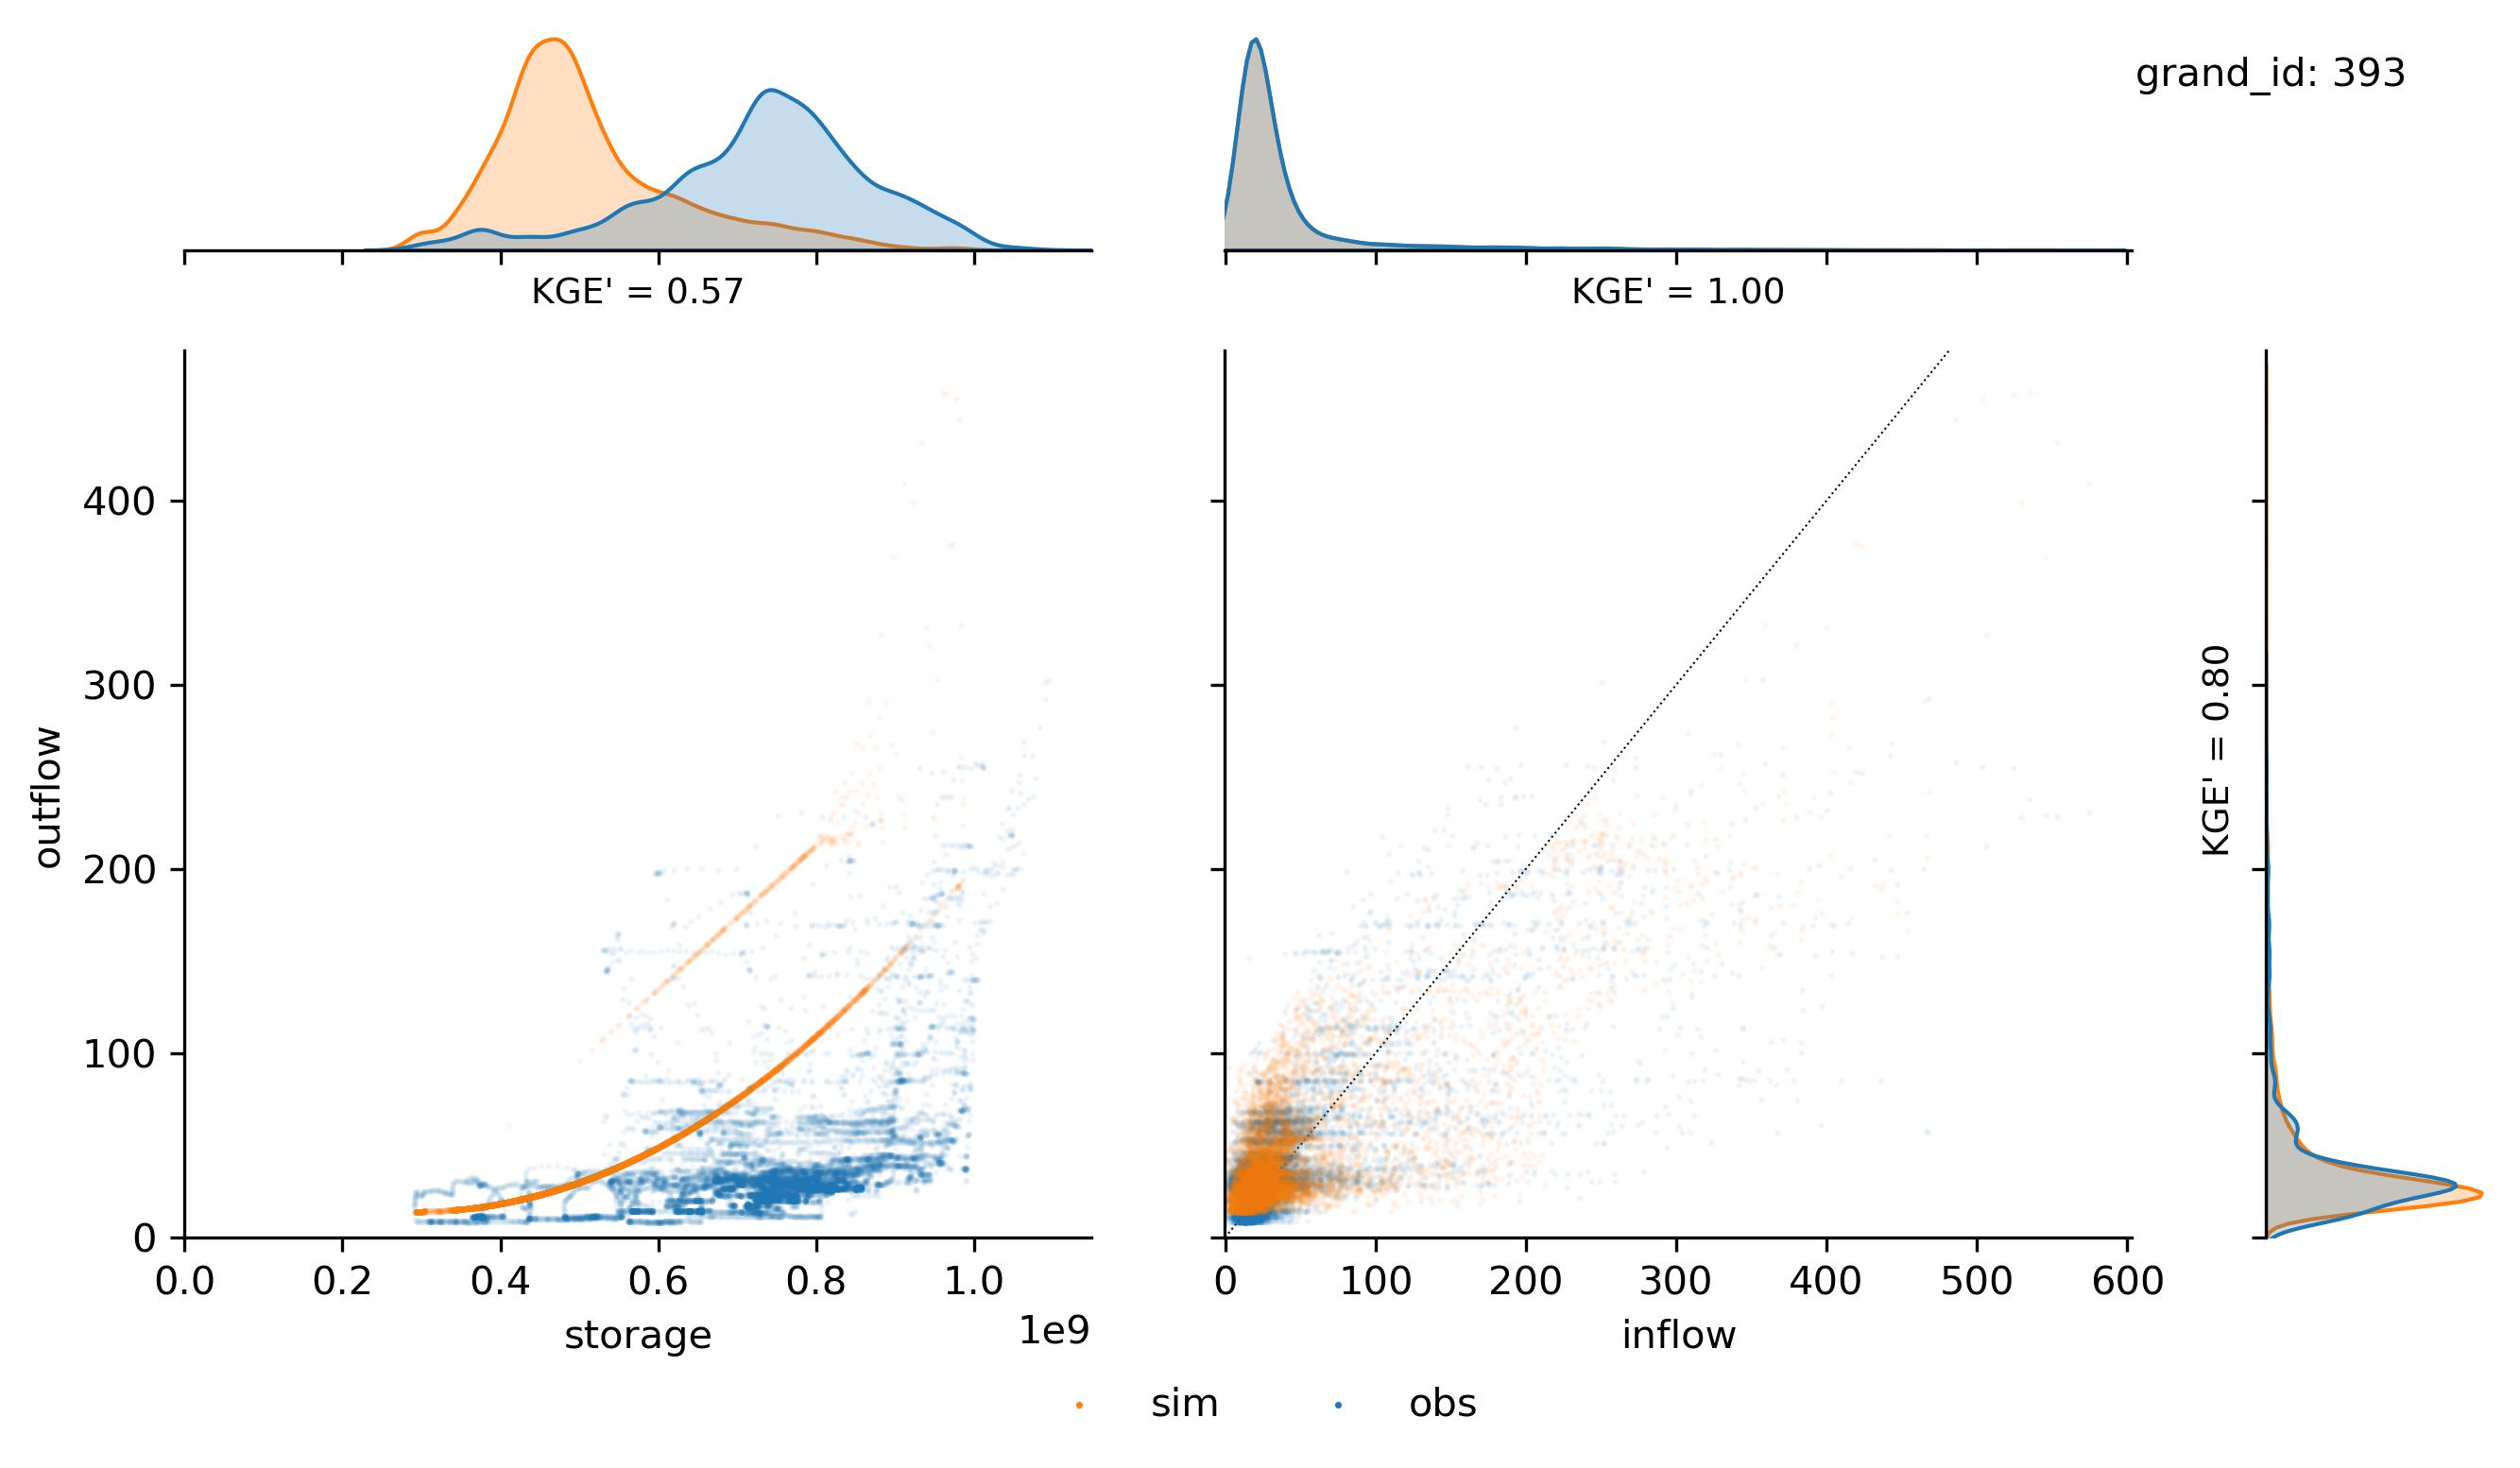 grand_id: 393
KGE' = 0.57
KGE' = 1.00
outflow
400
300
200
100
0
KGE' = 0.80
0.0 0.2 0.4 0.6 0.8 1.0
storage
1e9
0 100 200 300 400 500 600
inflow
sim obs